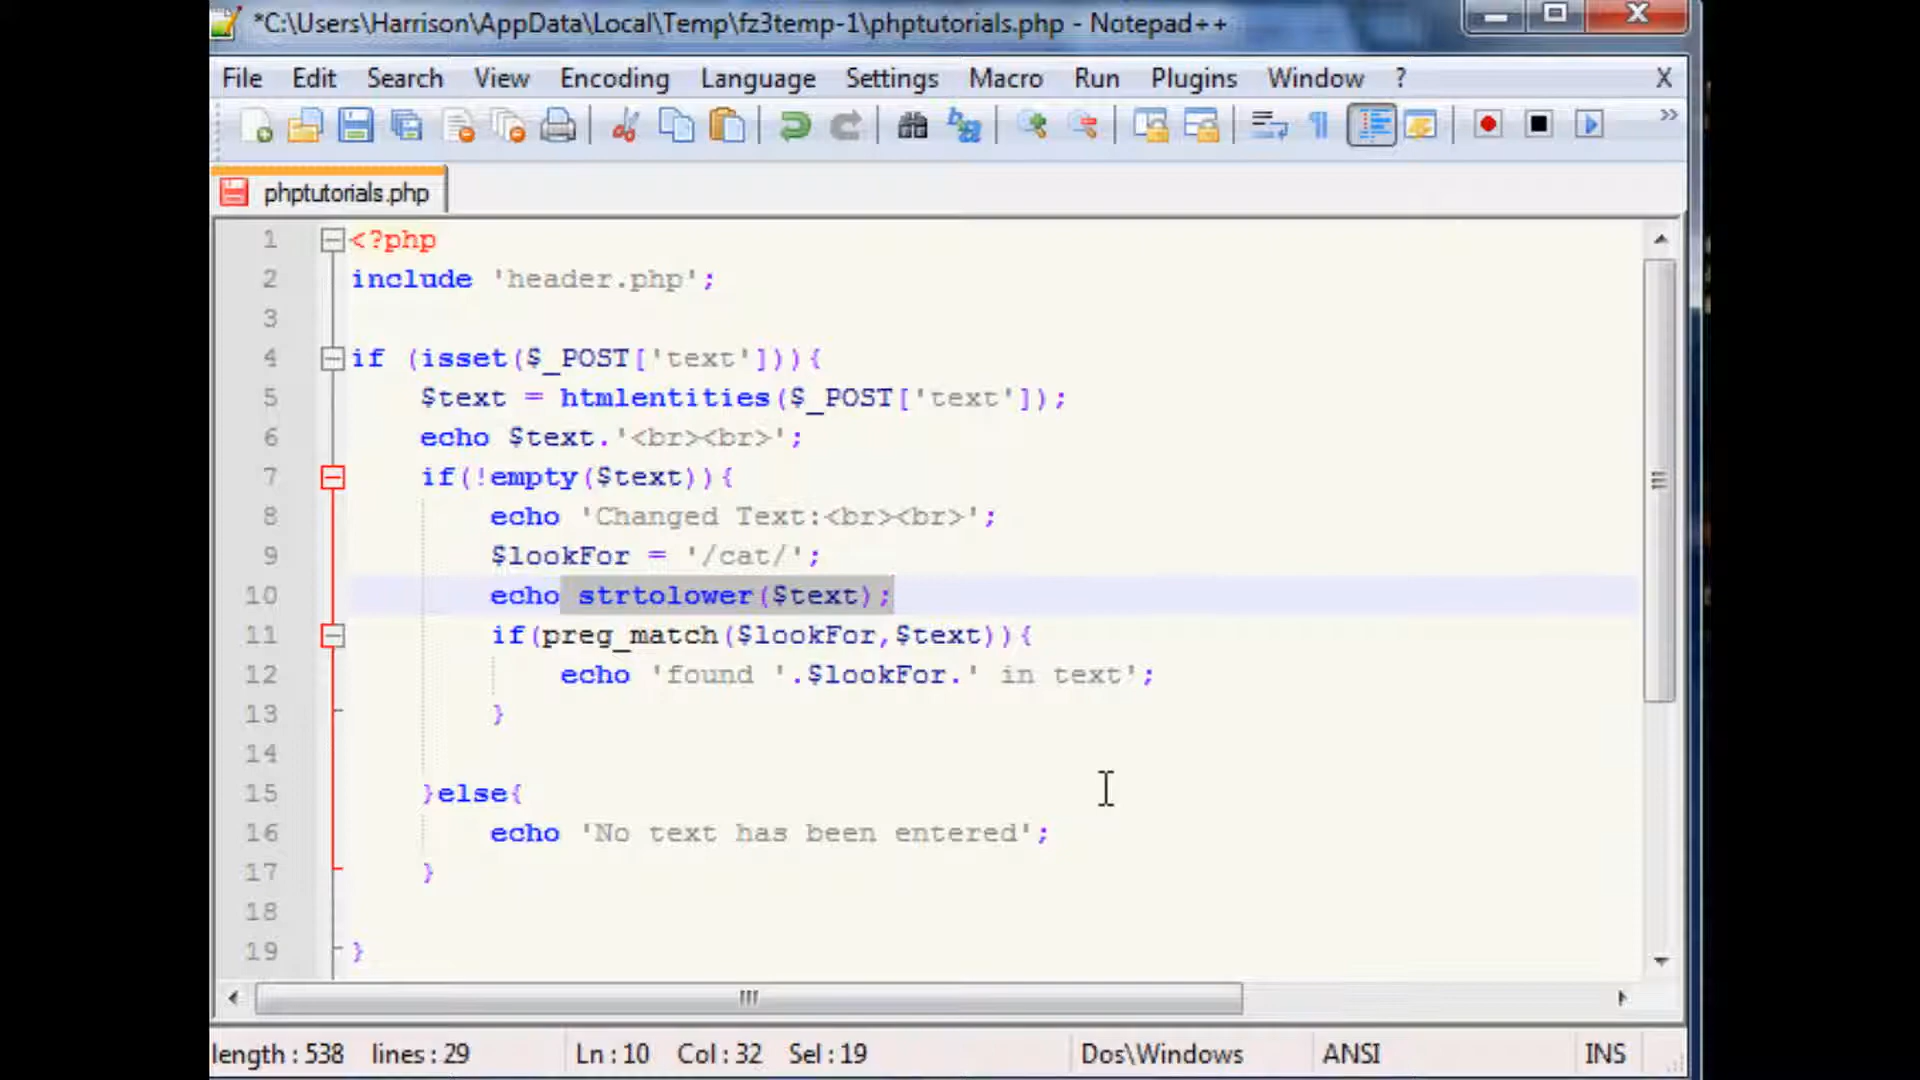 *C:\Users\Harrison\AppData\Local\Temp\fz3temp-1\phptutorials.php - Notepad++
File Edit Search View Encoding Language Settings Macro Run Plugins Window ? X
phptutorials.php
1 <?php
2 include 'header.php';
3
4 if (isset($_POST['text'])){
5 $text = htmlentities($_POST['text']);
6 echo $text.'<br><br>';
7 if(!empty($text)){
8 echo 'Changed Text:<br><br>';
9 $lookFor = '/cat/';
10 echo strtolower($text);
11 if(preg_match($lookFor,$text)){
12 echo 'found '.$lookFor.' in text';
13 }
14
15 }else{
16 echo 'No text has been entered';
17 }
18
19 }
length : 538 lines : 29 Ln : 10 Col : 32 Sel : 19 Dos\Windows ANSI INS